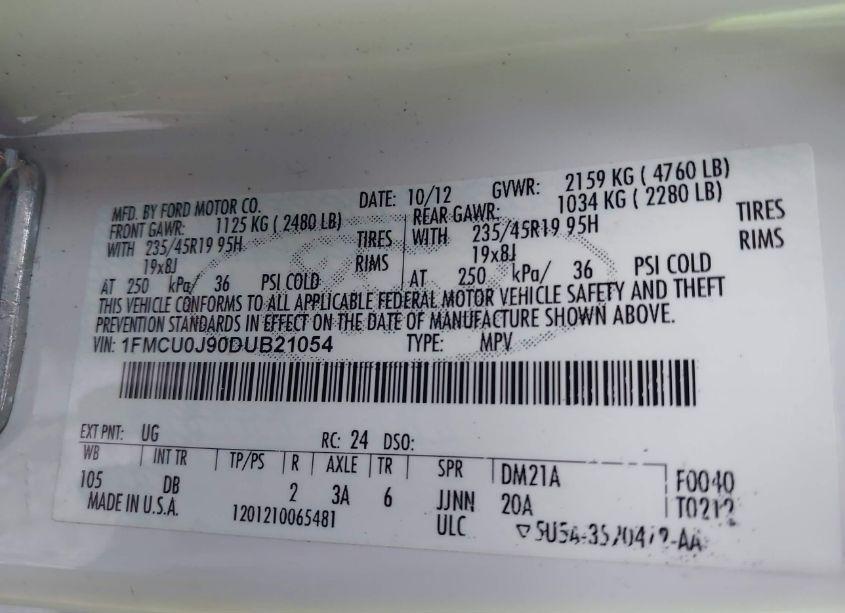 MFD. BY FORD MOTOR CO. DATE: 10/12 GVWR: 2159 KG ( 4760 LB)
FRONT GAWR: 1125 KG ( 2480 LB) REAR GAWR: 1034 KG ( 2280 LB)
WITH 235/45R19 95H TIRES WITH 235/45R19 95H TIRES
19x8J RIMS 19x8J RIMS
AT 250 kPa/ 36 PSI COLD AT 250 kPa/ 36 PSI COLD
THIS VEHICLE CONFORMS TO ALL APPLICABLE FEDERAL MOTOR VEHICLE SAFETY AND THEFT
PREVENTION STANDARDS IN EFFECT ON THE DATE OF MANUFACTURE SHOWN ABOVE.
VIN: 1FMCU0J90DUB21054 TYPE: MPV
EXT PNT: UG RC: 24 DSO:
WB INT TR TP/PS R AXLE TR SPR DM21A F0040
105 DB 2 3A 6 JJNN 20A T0212
MADE IN U.S.A. 1201210065481 ULC